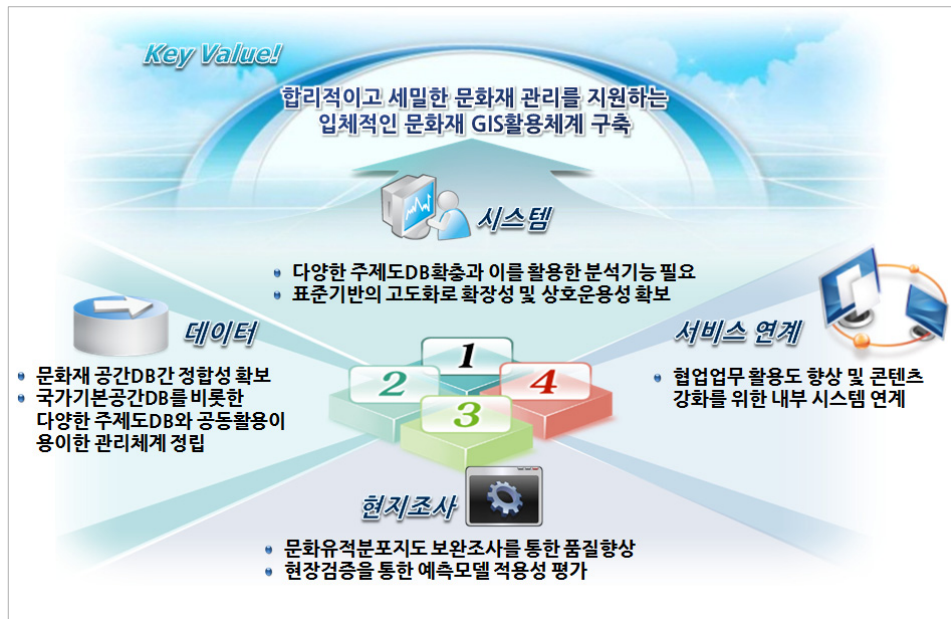 Key Value!
합리적이고 세밀한 문화재 관리를 지원하는
입체적인 문화재 GIS활용체계 구축
시스템
다양한 주제도DB확충과 이를 활용한 분석기능 필요
표준기반의 고도화로 확장성 및 상호운용성 확보
데이터
문화재 공간DB간 정합성 확보
국가기본공간DB를 비롯한
다양한 주제도DB와 공동활용이
용이한 관리체계 정립
서비스 연계
협업업무 활용도 향상 및 콘텐츠
강화를 위한 내부 시스템 연계
1
2
4
3
현지조사
문화유적분포지도 보완조사를 통한 품질향상
현장검증을 통한 예측모델 적용성 평가